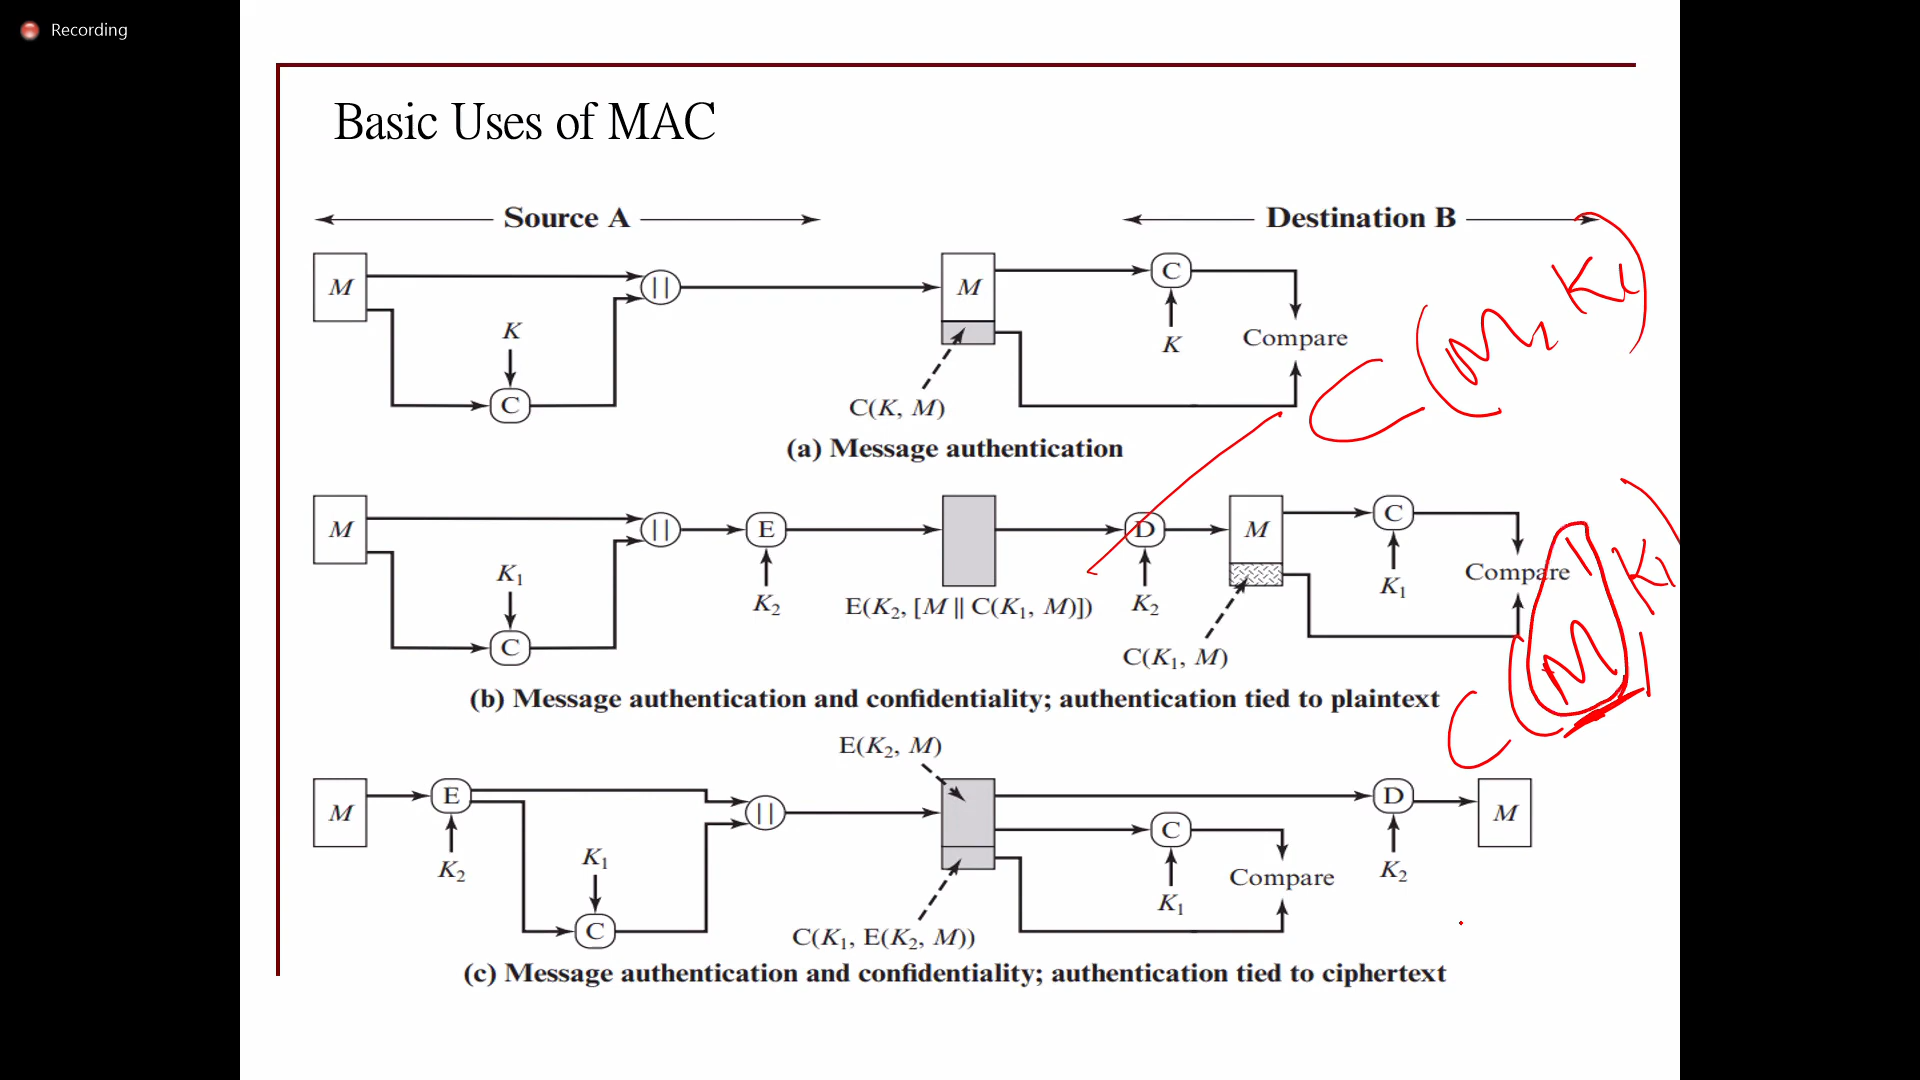 Recording
Basic Uses of MAC
Source A
Destination B
M
||
M
C
K
K
Compare
C
C(K, M)
(a) Message authentication
C(M, K1)
M
||
E
D
M
C
K1
K2
E(K2, [M || C(K1, M)])
K2
K1
Compare
C
C(K1, M)
C(M'' K1)
(b) Message authentication and confidentiality; authentication tied to plaintext
E(K2, M)
M
E
||
D
M
K2
K1
C
K1
Compare
K2
C
C(K1, E(K2, M))
(c) Message authentication and confidentiality; authentication tied to ciphertext